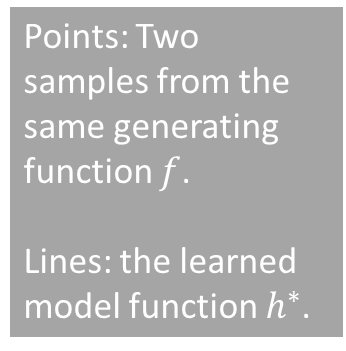 Points: Two
samples from the
same generating
function f.
Lines: the learned
model function h*.